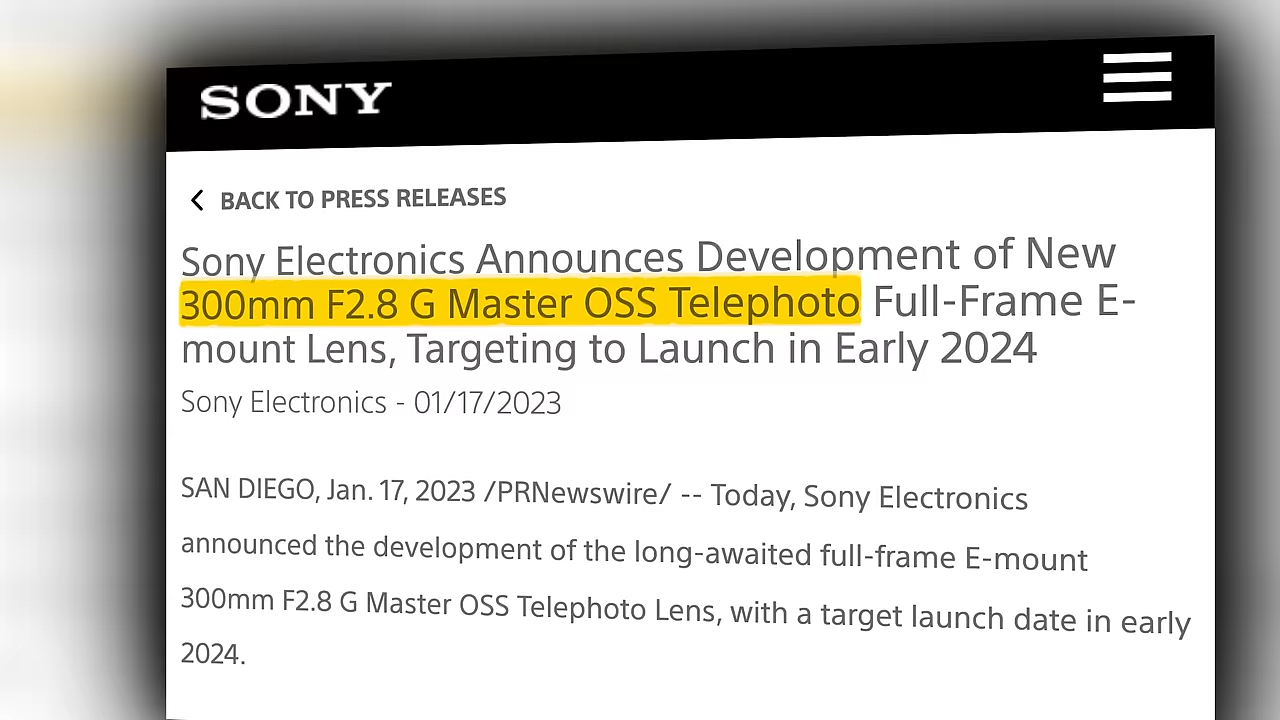 SONY
BACK TO PRESS RELEASES
Sony Electronics Announces Development of New
300mm F2.8 G Master OSS Telephoto Full-Frame E-
mount Lens, Targeting to Launch in Early 2024
Sony Electronics - 01/17/2023
SAN DIEGO, Jan. 17, 2023 /PRNewswire/ -- Today, Sony Electronics
announced the development of the long-awaited full-frame E-mount
300mm F2.8 G Master OSS Telephoto Lens, with a target launch date in early
2024.